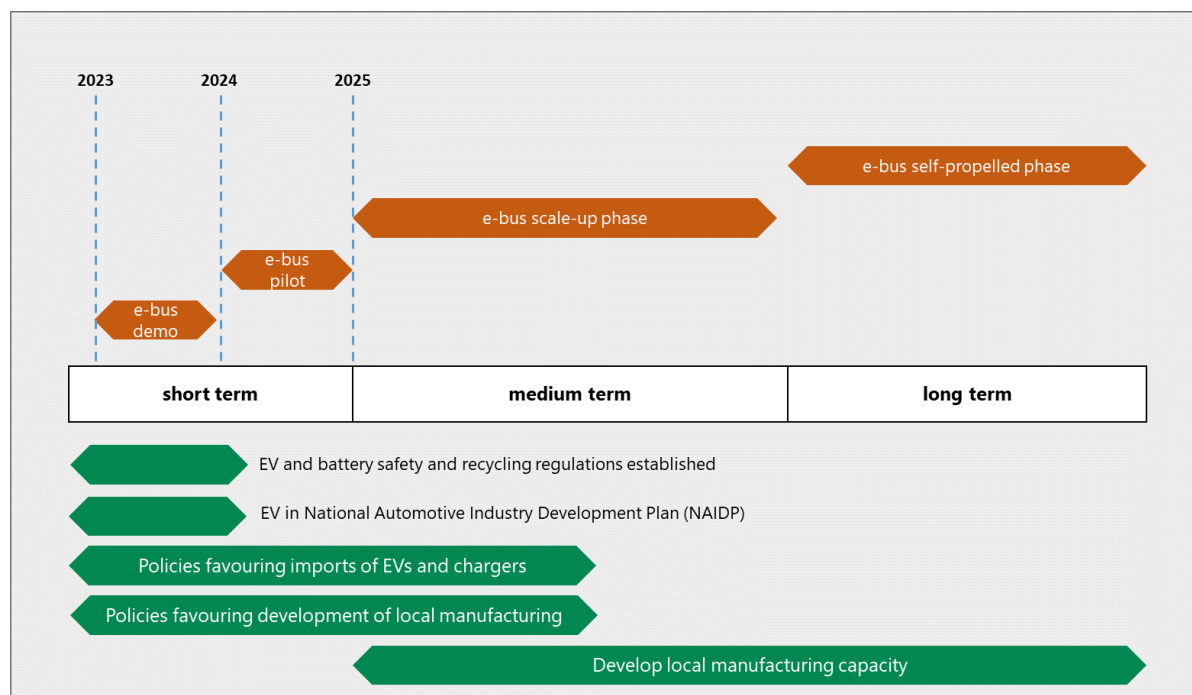 2023
2024
2025
e-bus self-propelled phase
e-bus scale-up phase
e-bus
pilot
e-bus
demo
short term
medium term
long term
EV and battery safety and recycling regulations established
EV in National Automotive Industry Development Plan (NAIDP)
Policies favouring imports of EVs and chargers
Policies favouring development of local manufacturing
Develop local manufacturing capacity